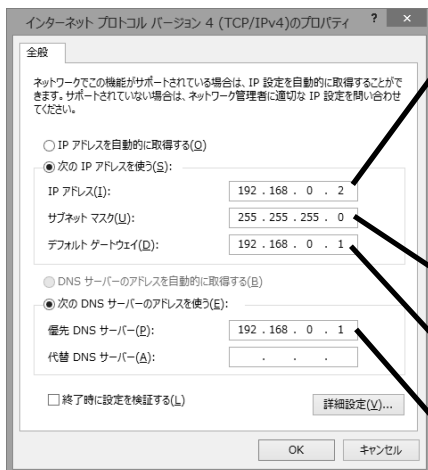 インターネット プロトコル バージョン 4 (TCP/IPv4)のプロパティ ? ×
全般
ネットワークでこの機能がサポートされている場合は、IP 設定を自動的に取得することがで
きます。サポートされていない場合は、ネットワーク管理者に適切な IP 設定を問い合わせ
てください。
IP アドレスを自動的に取得する(O)
次の IP アドレスを使う(S):
IP アドレス(I): 192 . 168 . 0 . 2
サブネット マスク(U): 255 . 255 . 255 . 0
デフォルト ゲートウェイ(D): 192 . 168 . 0 . 1
DNS サーバーのアドレスを自動的に取得する(B)
次の DNS サーバーのアドレスを使う(E):
優先 DNS サーバー(P): 192 . 168 . 0 . 1
代替 DNS サーバー(A): . . .
終了時に設定を検証する(L)
詳細設定(V)...
OK キャンセル